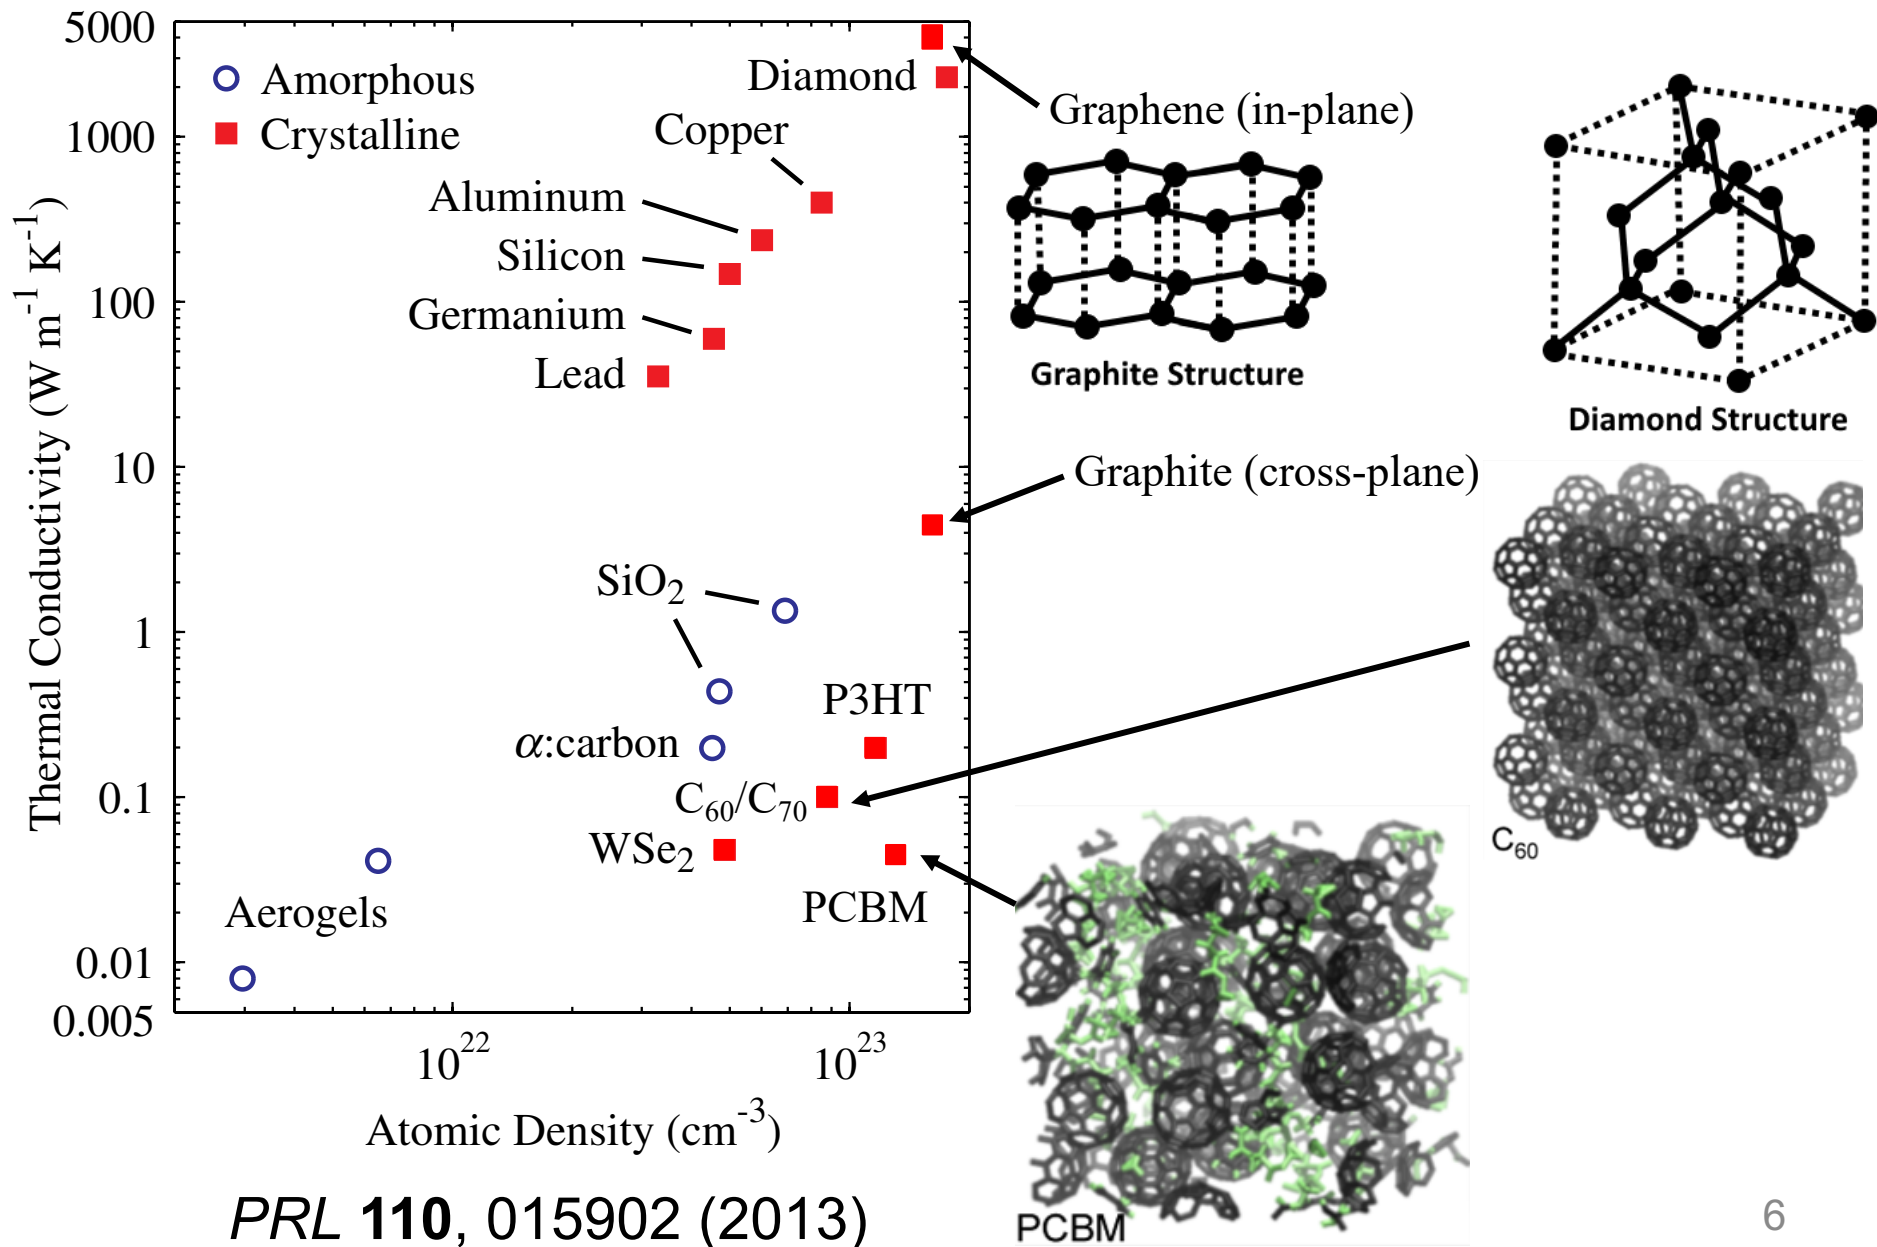 5000
1000
100
10
1
0.1
0.01
0.005
Thermal Conductivity (W m⁻¹ K⁻¹)
Amorphous
Crystalline
Diamond
Copper
Aluminum
Silicon
Germanium
Lead
SiO₂
P3HT
α:carbon
C₆₀/C₇₀
WSe₂
PCBM
Aerogels
10²²
10²³
Atomic Density (cm⁻³)
Graphene (in-plane)
Graphite Structure
Diamond Structure
Graphite (cross-plane)
C₆₀
PCBM
PRL 110, 015902 (2013)
6